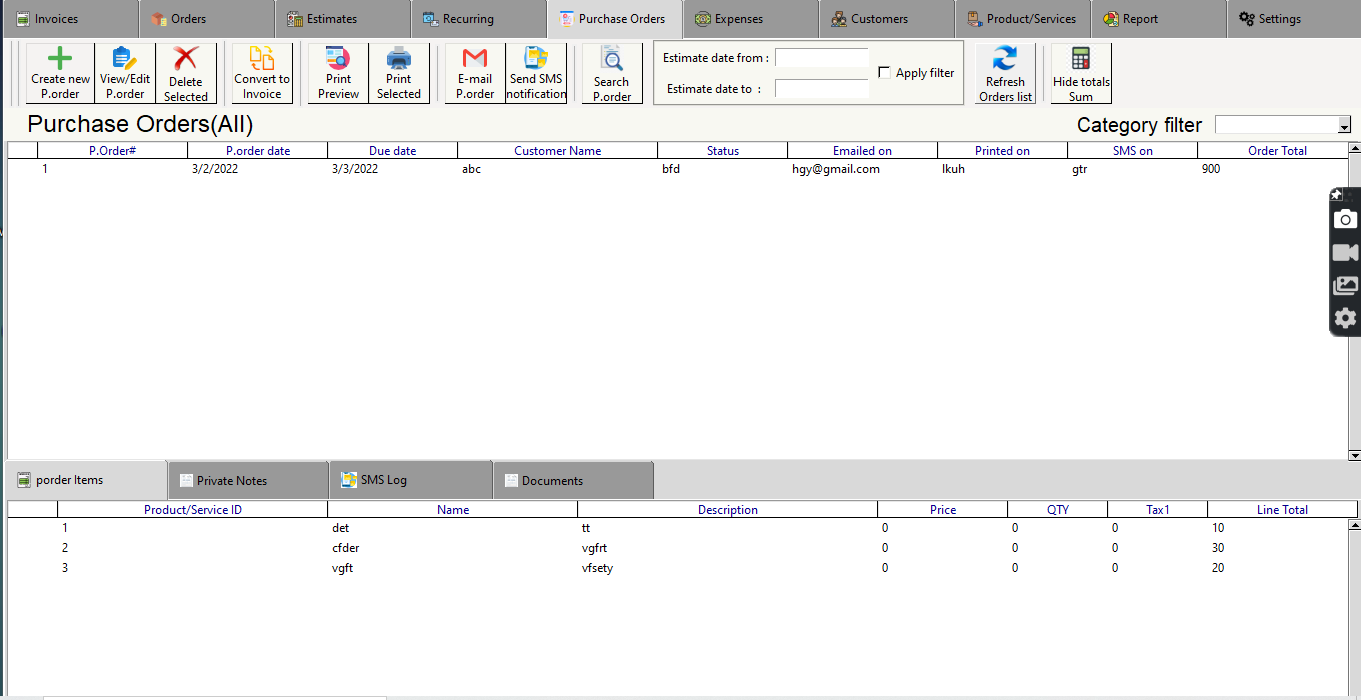 Invoices Orders Estimates Recurring Purchase Orders Expenses Customers Product/Services Report Settings
Create new P.order
View/Edit P.order
Delete Selected
Convert to Invoice
Print Preview
Print Selected
E-mail P.order
Send SMS notification
Search P.order
Estimate date from :
Estimate date to :
Apply filter
Refresh Orders list
Hide totals Sum
Purchase Orders(All) Category filter
P.Order# P.order date Due date Customer Name Status Emailed on Printed on SMS on Order Total
1 3/2/2022 3/3/2022 abc bfd hgy@gmail.com lkuh gtr 900
porder Items Private Notes SMS Log Documents
Product/Service ID Name Description Price QTY Tax1 Line Total
1 det tt 0 0 0 10
2 cfder vgfrt 0 0 0 30
3 vgft vfsety 0 0 0 20